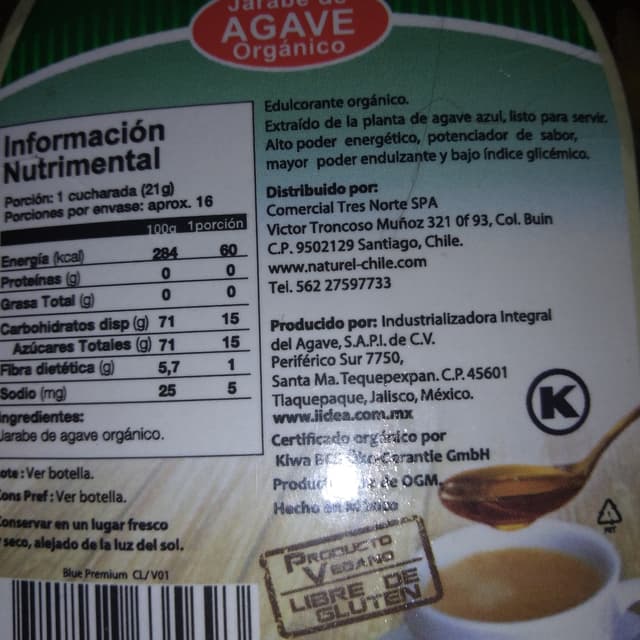 Jarabe de
AGAVE
Orgánico
Información
Nutrimental
Porción: 1 cucharada (21g)
Porciones por envase: aprox. 16
100g 1porción
Energía (kcal) 284 60
Proteínas (g) 0 0
Grasa Total (g) 0 0
Carbohidratos disp (g) 71 15
Azúcares Totales (g) 71 15
Fibra dietética (g) 5,7 1
Sodio (mg) 25 5
Ingredientes:
Jarabe de agave orgánico.
Lote: Ver botella.
Cons Pref: Ver botella.
Conservar en un lugar fresco
y seco, alejado de la luz del sol.
Blue Premium CL/V01
Edulcorante orgánico.
Extraído de la planta de agave azul, listo para servir.
Alto poder energético, potenciador de sabor,
mayor poder endulzante y bajo índice glicémico.
Distribuido por:
Comercial Tres Norte SPA
Victor Troncoso Muñoz 321 Of 93, Col. Buin
C.P. 9502129 Santiago, Chile.
www.naturel-chile.com
Tel. 562 27597733
Producido por: Industrializadora Integral
del Agave, S.A.P.I. de C.V.
Periférico Sur 7750,
Santa Ma. Tequepexpan. C.P. 45601
Tlaquepaque, Jalisco, México.
www.iidea.com.mx
Certificado orgánico por
Kiwa GmbH
de OGM.
Hecho en
K
PRODUCTO
VEGANO
LIBRE DE
GLUTEN
PET